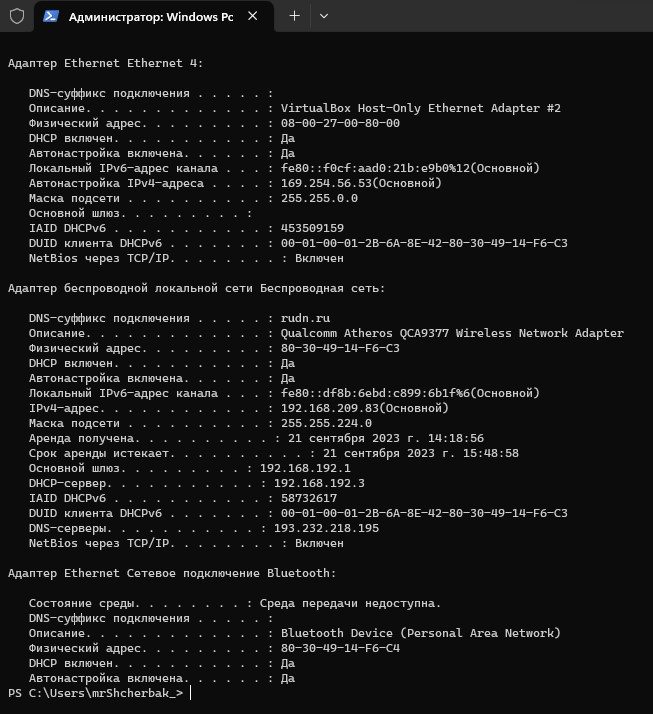 Администратор: Windows Pc
Адаптер Ethernet Ethernet 4:
DNS-суффикс подключения . . . . . :
Описание. . . . . . . . . . . . . : VirtualBox Host-Only Ethernet Adapter #2
Физический адрес. . . . . . . . . : 08-00-27-00-80-00
DHCP включен. . . . . . . . . . . : Да
Автонастройка включена. . . . . . : Да
Локальный IPv6-адрес канала . . . : fe80::f0cf:aad0:21b:e9b0%12(Основной)
Автонастройка IPv4-адреса . . . . : 169.254.56.53(Основной)
Маска подсети . . . . . . . . . . : 255.255.0.0
Основной шлюз. . . . . . . . . :
IAID DHCPv6 . . . . . . . . . . . : 453509159
DUID клиента DHCPv6 . . . . . . . : 00-01-00-01-2B-6A-8E-42-80-30-49-14-F6-C3
NetBios через TCP/IP. . . . . . . . : Включен
Адаптер беспроводной локальной сети Беспроводная сеть:
DNS-суффикс подключения . . . . . : rudn.ru
Описание. . . . . . . . . . . . . : Qualcomm Atheros QCA9377 Wireless Network Adapter
Физический адрес. . . . . . . . . : 80-30-49-14-F6-C3
DHCP включен. . . . . . . . . . . : Да
Автонастройка включена. . . . . . : Да
Локальный IPv6-адрес канала . . . : fe80::df8b:6ebd:c899:6b1f%6(Основной)
IPv4-адрес. . . . . . . . . . . . : 192.168.209.83(Основной)
Маска подсети . . . . . . . . . . : 255.255.224.0
Аренда получена. . . . . . . . . . : 21 сентября 2023 г. 14:18:56
Срок аренды истекает. . . . . . . . . . : 21 сентября 2023 г. 15:48:58
Основной шлюз. . . . . . . . . : 192.168.192.1
DHCP-сервер. . . . . . . . . . . : 192.168.192.3
IAID DHCPv6 . . . . . . . . . . . : 58732617
DUID клиента DHCPv6 . . . . . . . : 00-01-00-01-2B-6A-8E-42-80-30-49-14-F6-C3
DNS-серверы. . . . . . . . . . . : 193.232.218.195
NetBios через TCP/IP. . . . . . . . : Включен
Адаптер Ethernet Сетевое подключение Bluetooth:
Состояние среды. . . . . . . . : Среда передачи недоступна.
DNS-суффикс подключения . . . . . :
Описание. . . . . . . . . . . . . : Bluetooth Device (Personal Area Network)
Физический адрес. . . . . . . . . : 80-30-49-14-F6-C4
DHCP включен. . . . . . . . . . . : Да
Автонастройка включена. . . . . . : Да
PS C:\Users\mrShcherbak_>